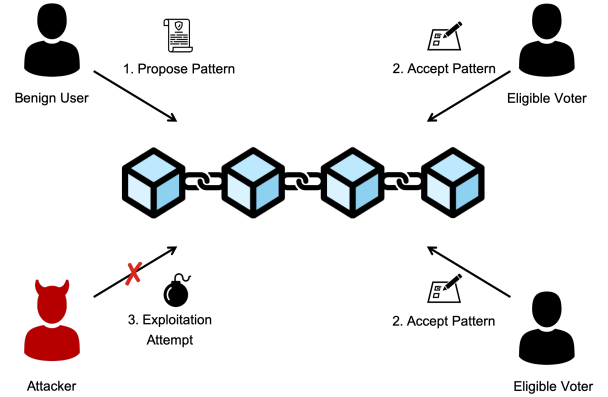 1. Propose Pattern
2. Accept Pattern
Benign User
Eligible Voter
3. Exploitation
Attempt
2. Accept Pattern
Attacker
Eligible Voter